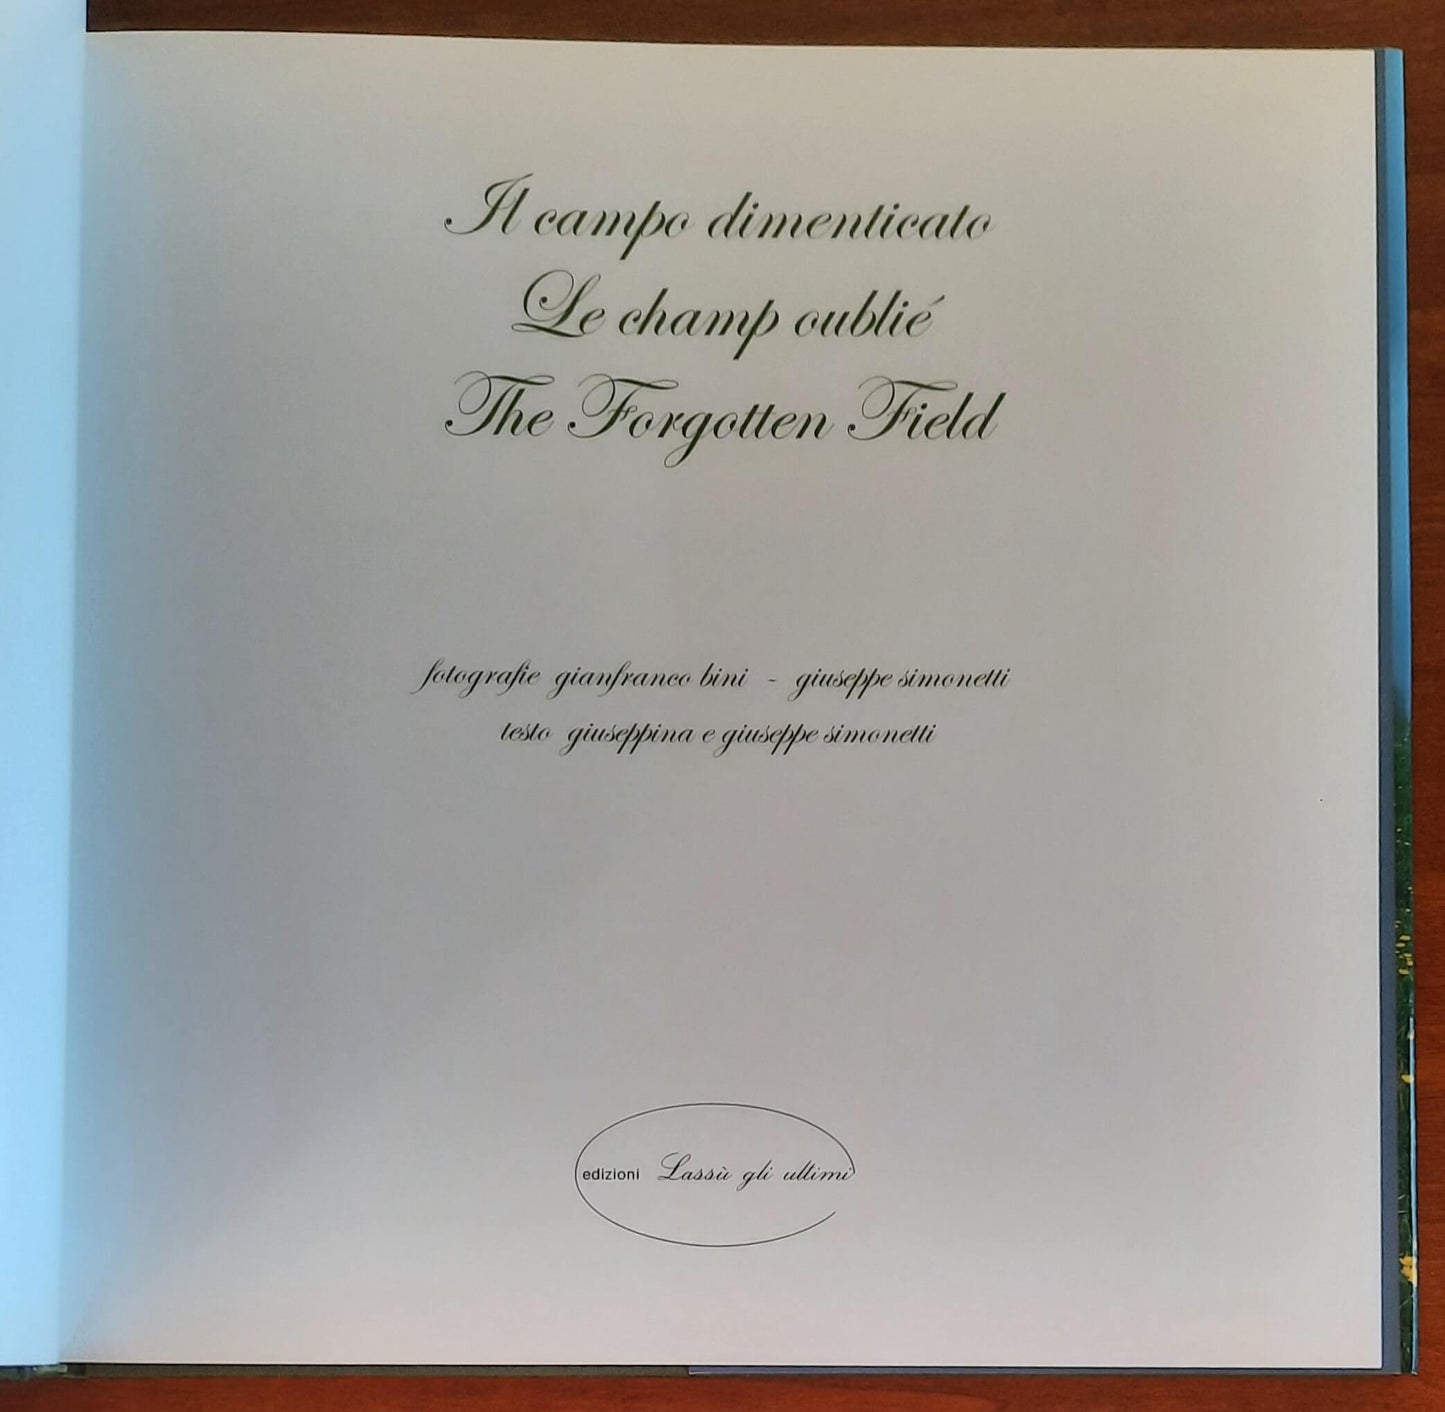 Il campo dimenticato
Le champ oublié
The Forgotten Field
fotografie gianfranco bini - giuseppe simonetti
testo giuseppina e giuseppe simonetti
edizioni Lassù gli ultimi